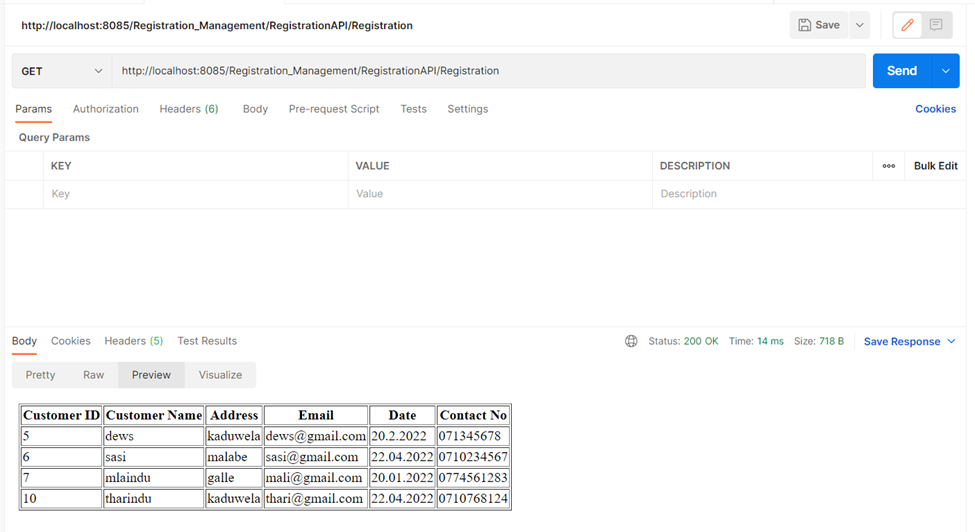 http://localhost:8085/Registration_Management/RegistrationAPI/Registration Save
GET http://localhost:8085/Registration_Management/RegistrationAPI/Registration Send
Params Authorization Headers (6) Body Pre-request Script Tests Settings Cookies
Query Params
KEY VALUE DESCRIPTION Bulk Edit
Key Value Description
Body Cookies Headers (5) Test Results Status: 200 OK Time: 14 ms Size: 718 B Save Response
Pretty Raw Preview Visualize
Customer ID Customer Name Address Email Date Contact No
5 dews kaduwela dews@gmail.com 20.2.2022 071345678
6 sasi malabe sasi@gmail.com 22.04.2022 0710234567
7 mlaindu galle mali@gmail.com 20.01.2022 0774561283
10 tharindu kaduwela thari@gmail.com 22.04.2022 0710768124